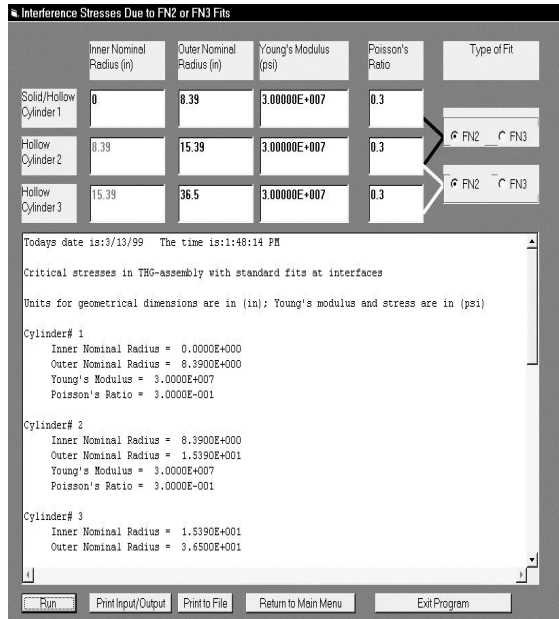 Interference Stresses Due to FN2 or FN3 Fits
Inner Nominal Radius (in)
Outer Nominal Radius (in)
Young's Modulus (psi)
Poisson's Ratio
Type of Fit
Solid/Hollow Cylinder 1
0
8.39
3.00000E+007
0.3
FN2
FN3
Hollow Cylinder 2
8.39
15.39
3.00000E+007
0.3
FN2
FN3
Hollow Cylinder 3
15.39
36.5
3.00000E+007
0.3
Todays date is:3/13/99 The time is:1:48:14 PM
Critical stresses in THG-assembly with standard fits at interfaces
Units for geometrical dimensions are in (in); Young's modulus and stress are in (psi)
Cylinder# 1
Inner Nominal Radius = 0.0000E+000
Outer Nominal Radius = 8.3900E+000
Young's Modulus = 3.0000E+007
Poisson's Ratio = 3.0000E-001
Cylinder# 2
Inner Nominal Radius = 8.3900E+000
Outer Nominal Radius = 1.5390E+001
Young's Modulus = 3.0000E+007
Poisson's Ratio = 3.0000E-001
Cylinder# 3
Inner Nominal Radius = 1.5390E+001
Outer Nominal Radius = 3.6500E+001
Run
Print Input/Output
Print to File
Return to Main Menu
Exit Program